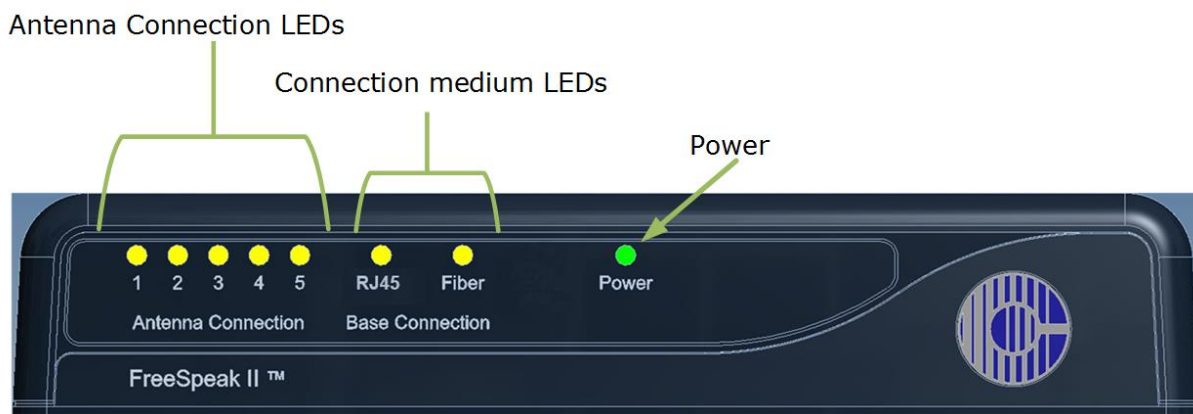 Antenna Connection LEDs
Connection medium LEDs
Power
1 2 3 4 5 RJ45 Fiber Power
Antenna Connection Base Connection
FreeSpeak II ™